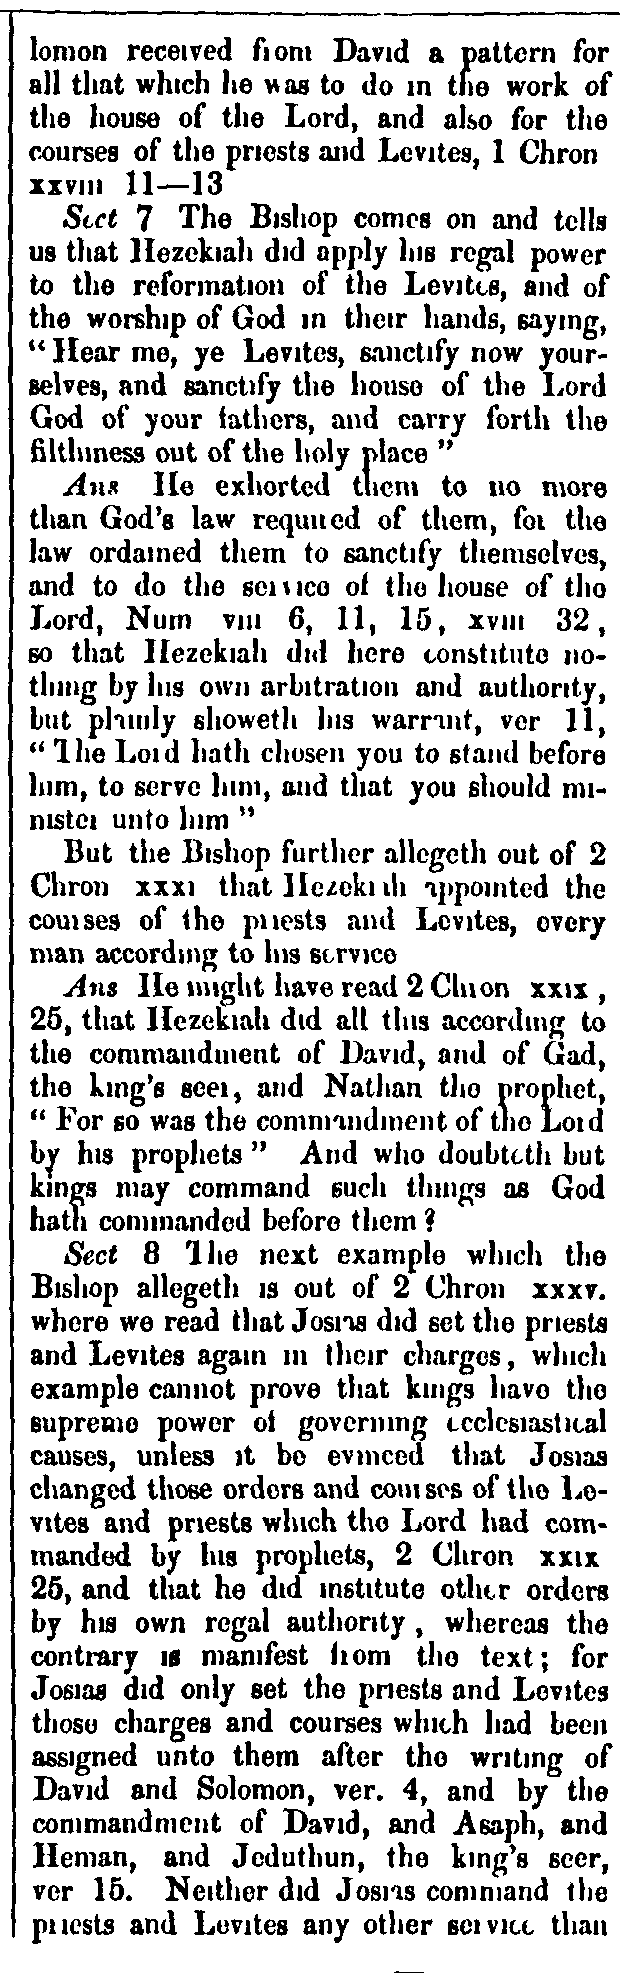 lomon received from David a pattern for
all that which he was to do in the work of
the house of the Lord, and also for the
courses of the priests and Levites, 1 Chron
xxviii 11—13
Sect 7 The Bishop comes on and tells
us that Hezekiah did apply his regal power
to the reformation of the Levites, and of
the worship of God in their hands, saying,
“Hear me, ye Levites, sanctify now your-
selves, and sanctify the house of the Lord
God of your fathers, and carry forth the
filthiness out of the holy place”
Ans He exhorted them to no more
than God's law required of them, for the
law ordained them to sanctify themselves,
and to do the service of the house of the
Lord, Num viii 6, 11, 15, xviii 32,
so that Hezekiah did here constitute no-
thing by his own arbitration and authority,
but plainly showeth his warrant, ver 11,
“The Lord hath chosen you to stand before
him, to serve him, and that you should mi-
nister unto him”
But the Bishop further allegeth out of 2
Chron xxxi that Hezekiah appointed the
courses of the priests and Levites, every
man according to his service
Ans He might have read 2 Chron xxix,
25, that Hezekiah did all this according to
the commandment of David, and of Gad,
the king's seer, and Nathan the prophet,
“For so was the commandment of the Lord
by his prophets” And who doubteth but
kings may command such things as God
hath commanded before them?
Sect 8 The next example which the
Bishop allegeth is out of 2 Chron xxxv.
where we read that Josias did set the priests
and Levites again in their charges, which
example cannot prove that kings have the
supreme power of governing ecclesiastical
causes, unless it be evinced that Josias
changed those orders and courses of the Le-
vites and priests which the Lord had com-
manded by his prophets, 2 Chron xxix
25, and that he did institute other orders
by his own regal authority, whereas the
contrary is manifest from the text; for
Josias did only set the priests and Levites
those charges and courses which had been
assigned unto them after the writing of
David and Solomon, ver. 4, and by the
commandment of David, and Asaph, and
Heman, and Jeduthun, the king's seer,
ver 15. Neither did Josias command the
priests and Levites any other service than